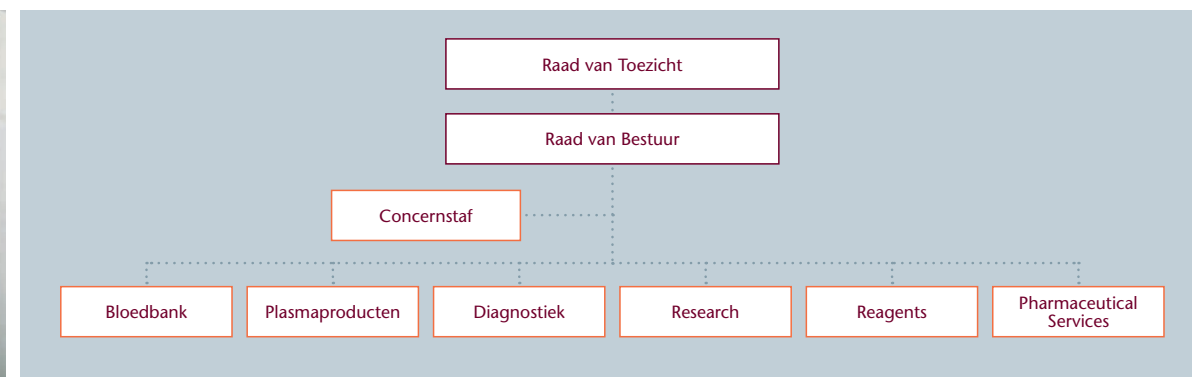 Raad van Toezicht
Raad van Bestuur
Concernstaf
Bloedbank
Plasmaproducten
Diagnostiek
Research
Reagents
Pharmaceutical
Services